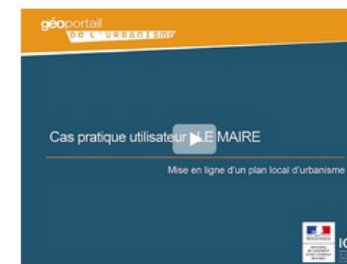 géoportail
DE L'URBANISME
Cas pratique utilisateur LE MAIRE
Mise en ligne d'un plan local d'urbanisme